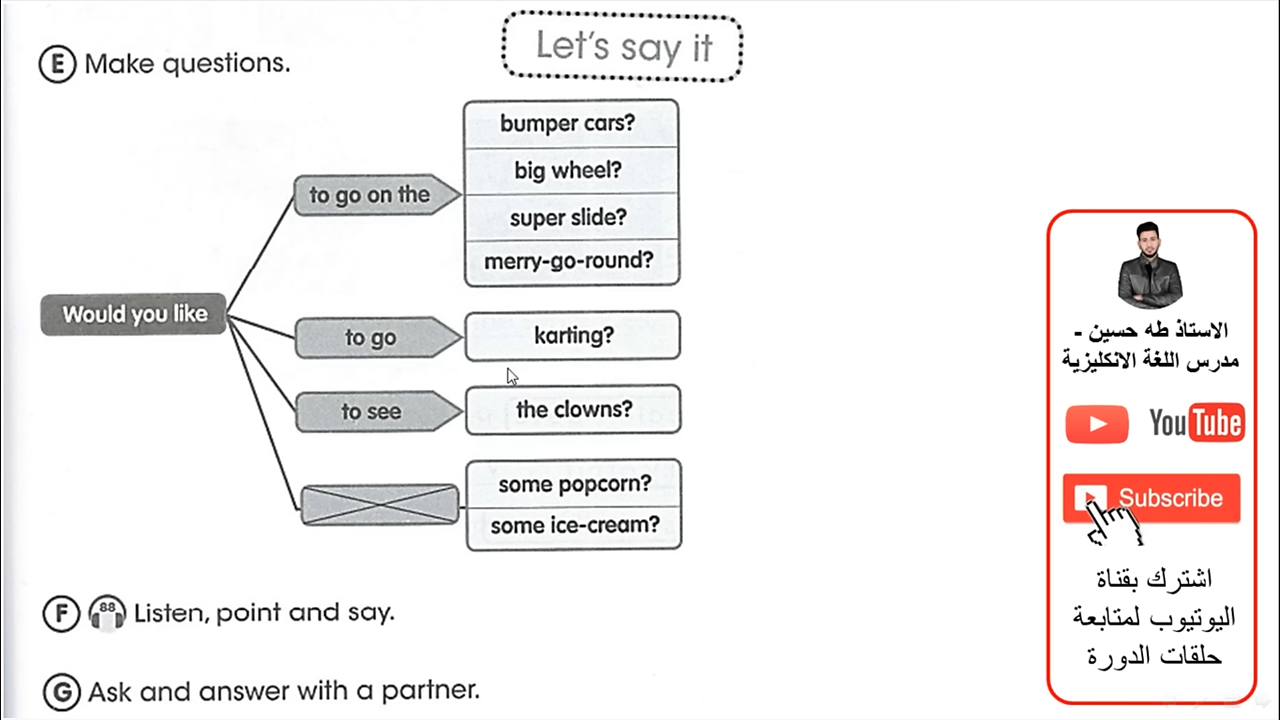 Let's say it
E Make questions.
Would you like
to go on the
bumper cars?
big wheel?
super slide?
merry-go-round?
to go
karting?
to see
the clowns?
some popcorn?
some ice-cream?
F 88 Listen, point and say.
G Ask and answer with a partner.
الاستاذ طه حسين -
مدرس اللغة الانكليزية
YouTube
Subscribe
اشترك بقناة
اليوتيوب لمتابعة
حلقات الدورة